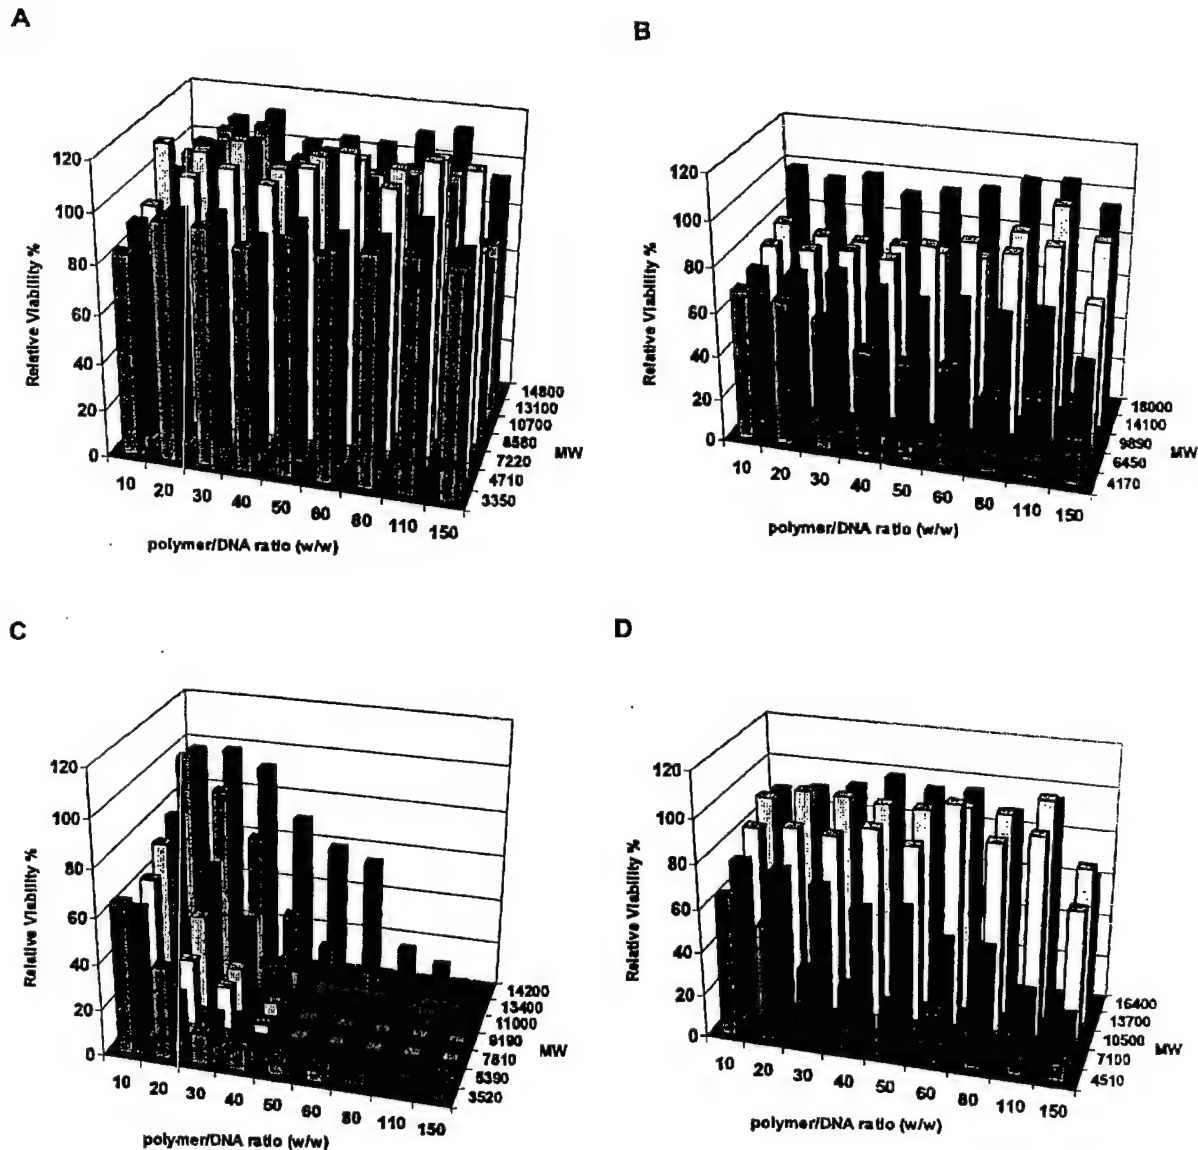 A
B
Relative Viability %
120
100
80
60
40
20
0
10 20 30 40 50 60 80 110 150
polymer/DNA ratio (w/w)
14800
13100
10700
8580
7220
4710
3350
MW
Relative Viability %
120
100
80
60
40
20
0
10 20 30 40 50 60 80 110 150
polymer/DNA ratio (w/w)
18000
14100
9890
6450
4170
MW
C
D
Relative Viability %
120
100
80
60
40
20
0
10 20 30 40 50 60 80 110 150
polymer/DNA ratio (w/w)
14200
13400
11000
9190
7810
5390
3520
MW
Relative Viability %
120
100
80
60
40
20
0
10 20 30 40 50 60 80 110 150
polymer/DNA ratio (w/w)
16400
13700
10500
7100
4510
MW